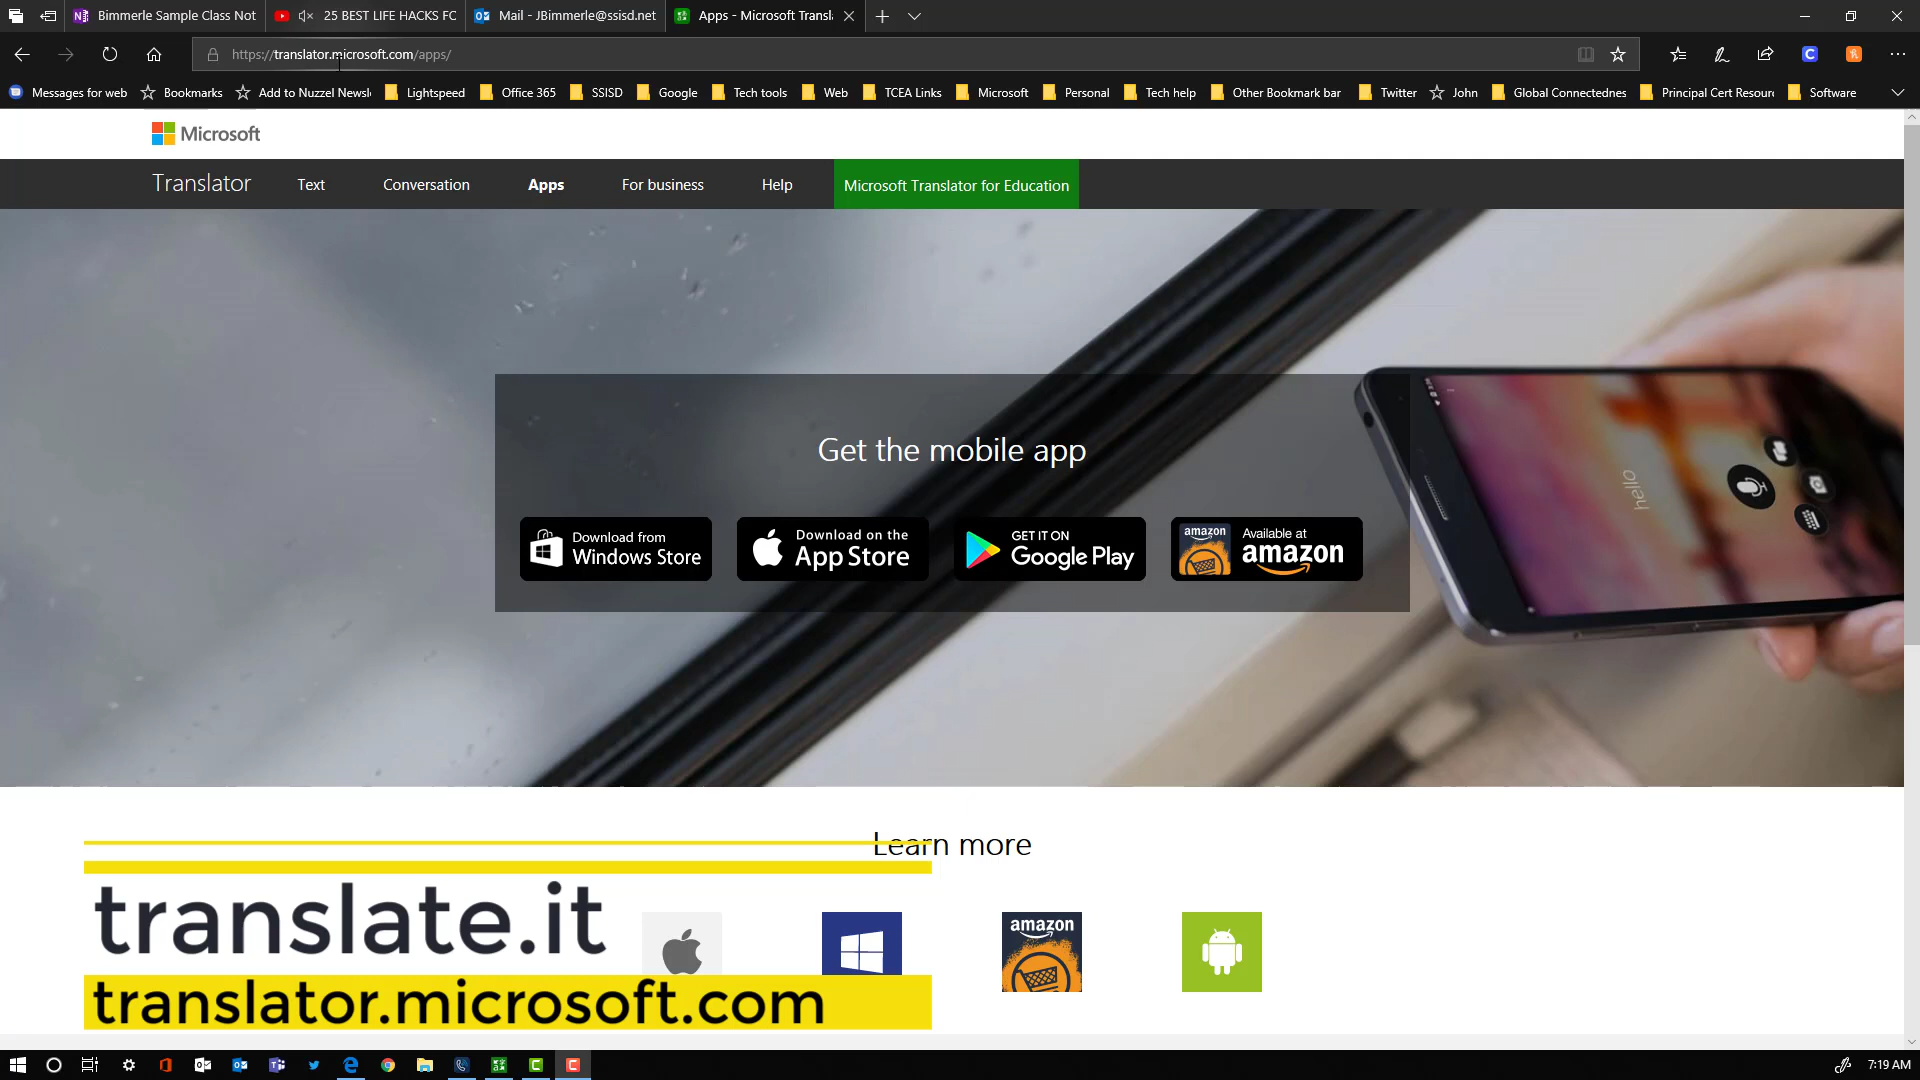 Bimmerle Sample Class Not
25 BEST LIFE HACKS FC
Mail - JBimmerle@ssisd.net
Apps - Microsoft Transl
https://translator.microsoft.com/apps/
Messages for web
Bookmarks
Add to Nuzzel Newsl
Lightspeed
Office 365
SSISD
Google
Tech tools
Web
TCEA Links
Microsoft
Personal
Tech help
Other Bookmark bar
Twitter
John
Global Connectednes
Principal Cert Resour
Software
Microsoft
Translator
Text
Conversation
Apps
For business
Help
Microsoft Translator for Education
hello
Get the mobile app
Download from
Windows Store
Download on the
App Store
GET IT ON
Google Play
amazon
Available at
amazon
Learn more
translate.it
amazon
translator.microsoft.com
7:19 AM